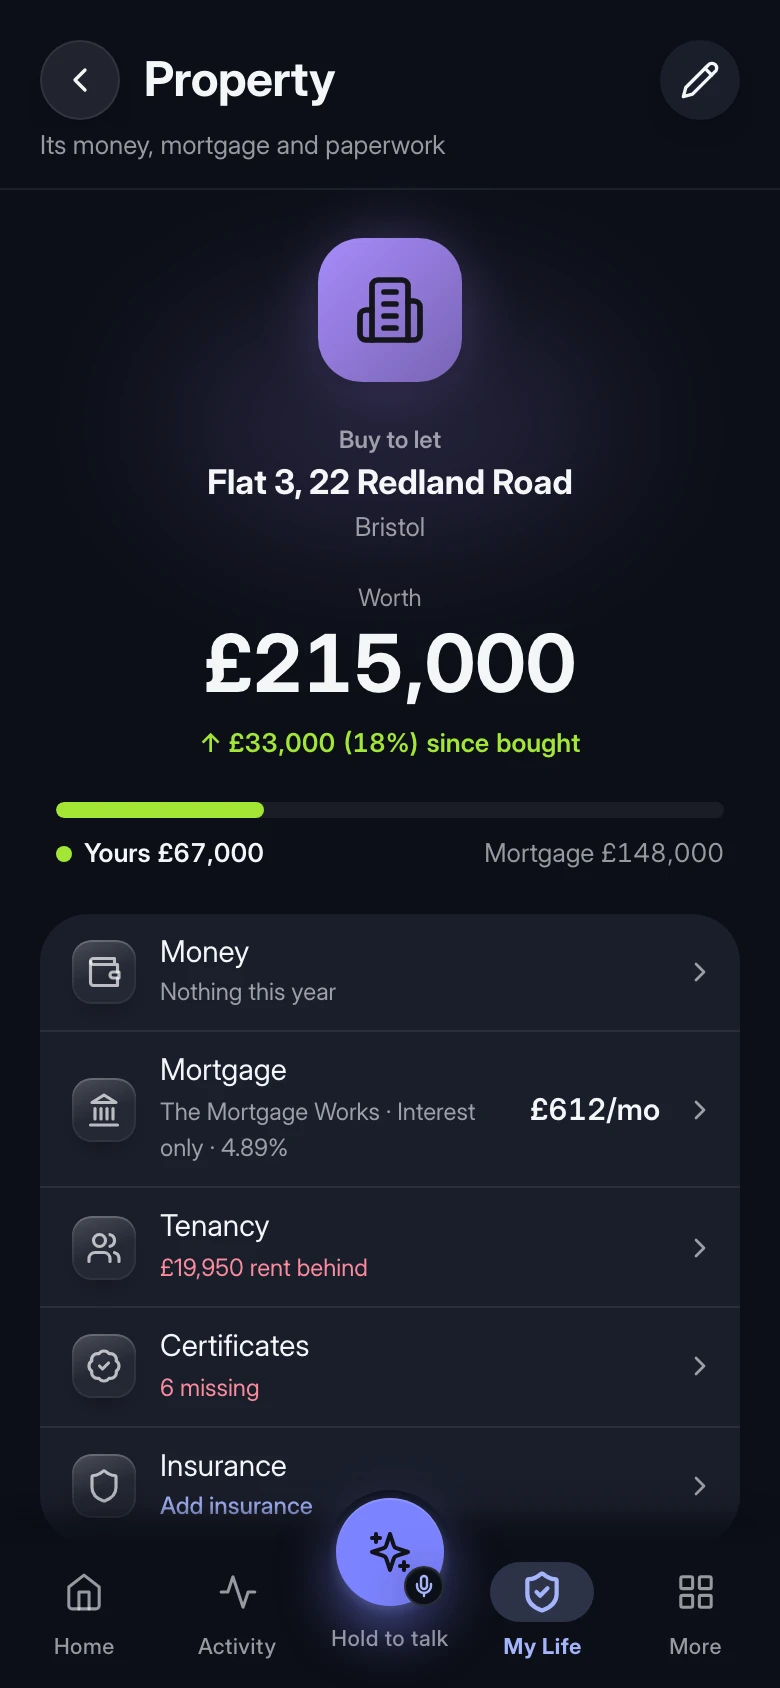 Property
Its money, mortgage and paperwork
Buy to let
Flat 3, 22 Redland Road
Bristol
Worth
£215,000
↑ £33,000 (18%) since bought
Yours £67,000
Mortgage £148,000
Money
Nothing this year
Mortgage
The Mortgage Works · Interest
only · 4.89%
£612/mo
Tenancy
£19,950 rent behind
Certificates
6 missing
Insurance
Add insurance
Home
Activity
Hold to talk
My Life
More